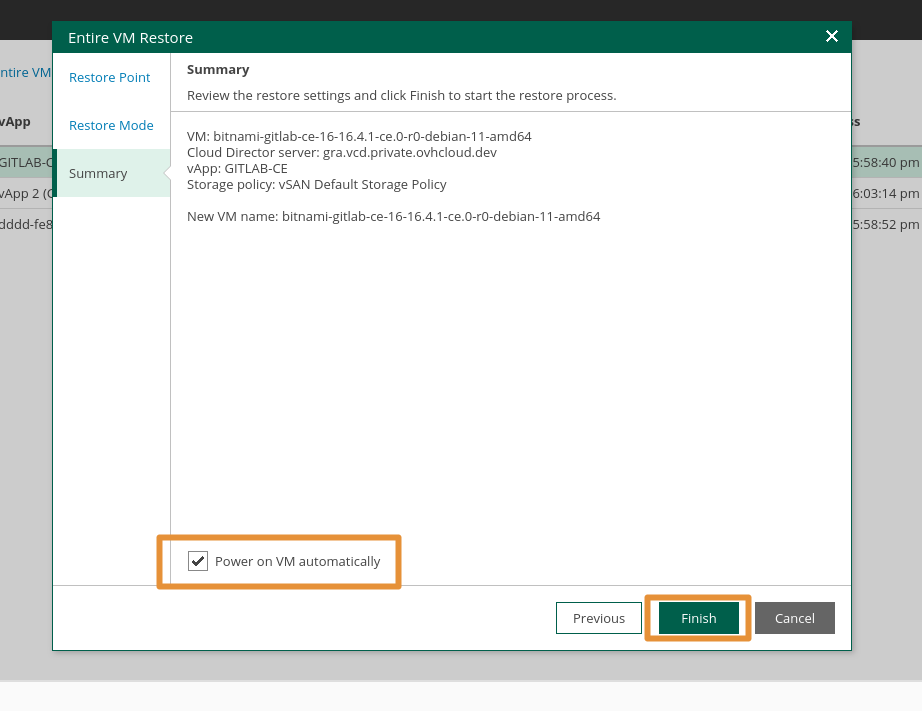 Entire VM Restore
ntire VM
Restore Point
Restore Mode
Summary
Summary
Review the restore settings and click Finish to start the restore process.
VM: bitnami-gitlab-ce-16-16.4.1-ce.0-r0-debian-11-amd64
Cloud Director server: gra.vcd.private.ovhcloud.dev
vApp: GITLAB-CE
Storage policy: vSAN Default Storage Policy
New VM name: bitnami-gitlab-ce-16-16.4.1-ce.0-r0-debian-11-amd64
vApp
GITLAB-C
vApp 2 (C
dddd-fe8
ss
5:58:40 pm
6:03:14 pm
5:58:52 pm
Power on VM automatically
Previous
Finish
Cancel